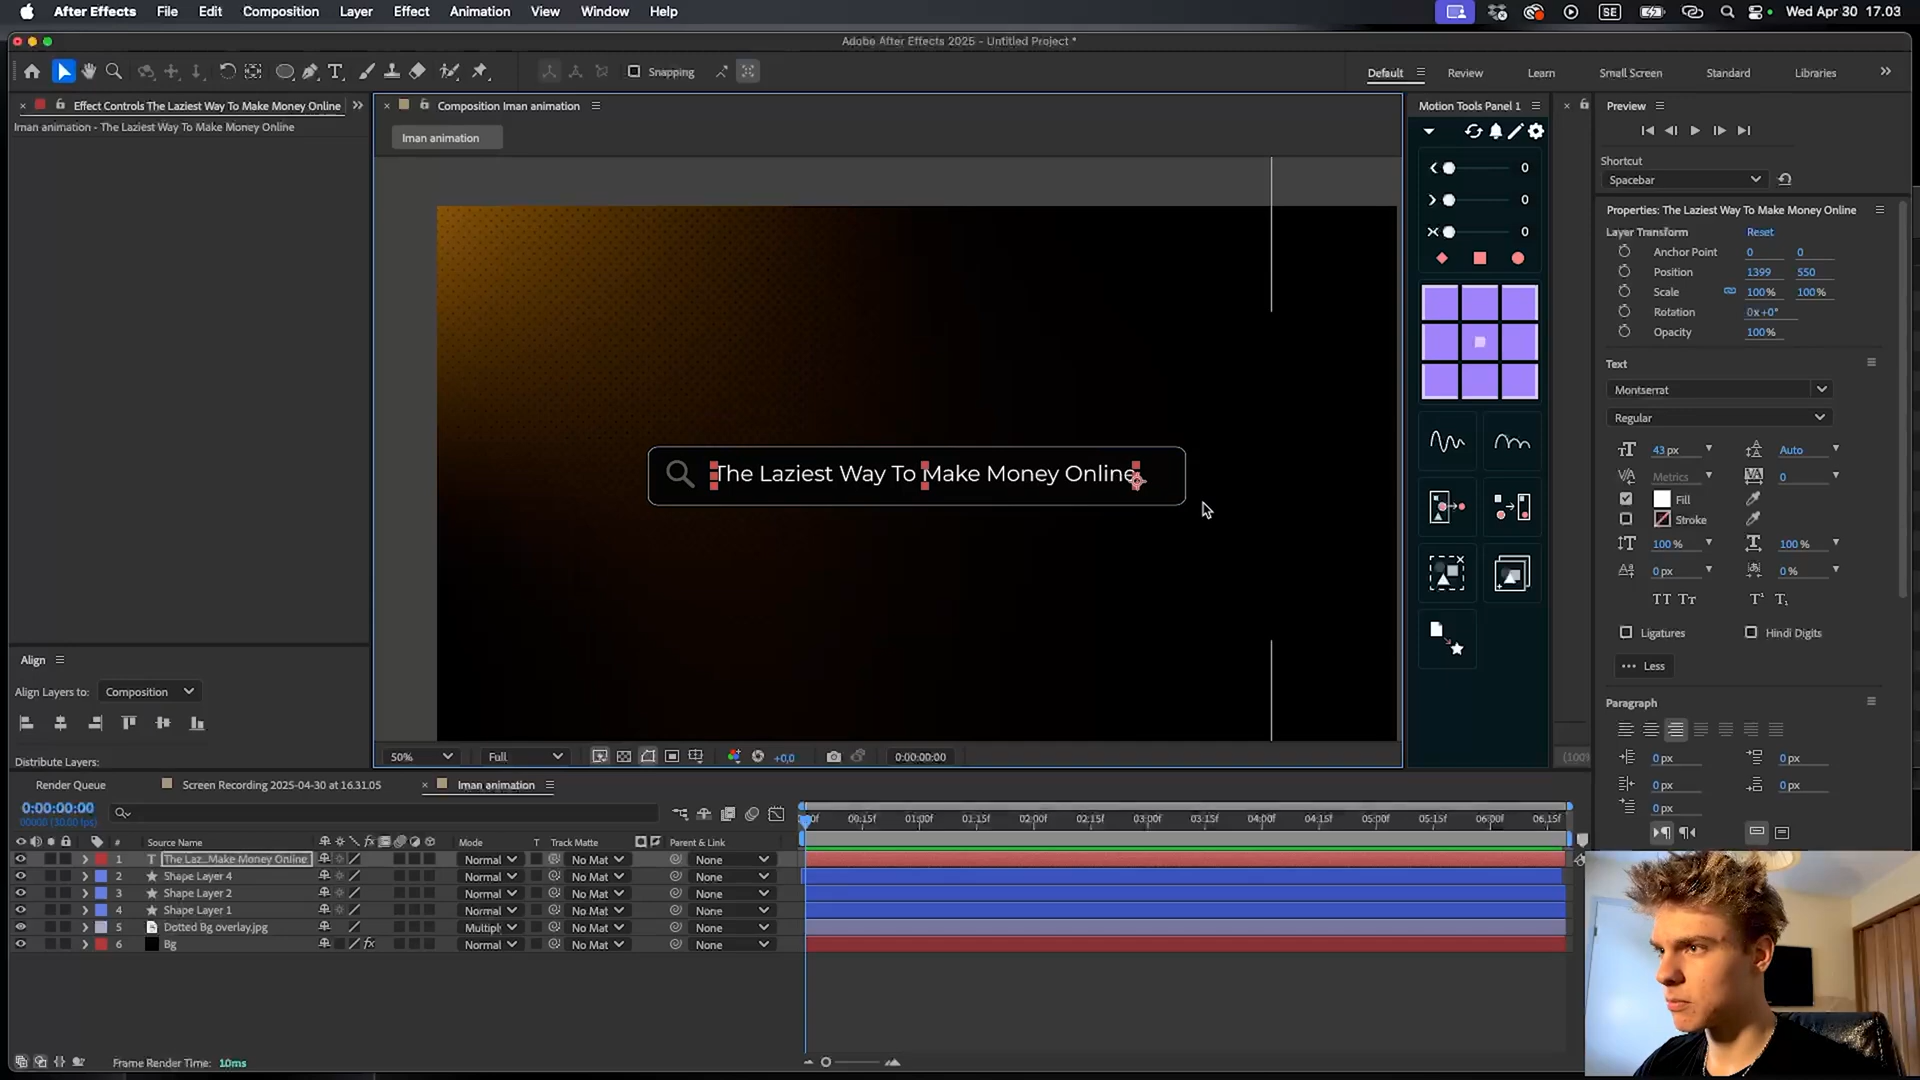 After Effects File Edit Composition Layer Effect Animation View Window Help SE Wed Apr 30 17.03
Adobe After Effects 2025 - Untitled Project *
Snapping Default Review Learn Small Screen Standard Libraries
Effect Controls The Laziest Way To Make Money Online
Iman animation - The Laziest Way To Make Money Online
Composition Iman animation
Iman animation
The Laziest Way To Make Money Online
50% Full +0,0 0:00:00:00
Motion Tools Panel 1
0
0
0
Preview
Shortcut
Spacebar
Properties: The Laziest Way To Make Money Online
Layer Transform Reset
Anchor Point 0 0
Position 1399 550
Scale 100% 100%
Rotation 0x+0°
Opacity 100%
Text
Montserrat
Regular
43 px Auto
Metrics 0
Fill
Stroke
100 % 100 %
0 px 0 %
Ligatures Hindi Digits
Less
Paragraph
0 px 0 px
0 px 0 px
0 px
Align
Align Layers to: Composition
Distribute Layers:
Render Queue Screen Recording 2025-04-30 at 16.31.05 Iman animation
0:00:00:00
00000 (30.00 fps)
00:15f 01:00f 01:15f 02:00f 02:15f 03:00f 03:15f 04:00f 04:15f 05:00f 05:15f 06:00f 06:15f
# Source Name Mode T Track Matte Parent & Link
1 The Laz...Make Money Online Normal No Mat None
2 Shape Layer 4 Normal No Mat None
3 Shape Layer 2 Normal No Mat None
4 Shape Layer 1 Normal No Mat None
5 Dotted Bg overlay.jpg Multipl No Mat None
6 Bg Normal No Mat None
Frame Render Time: 10ms